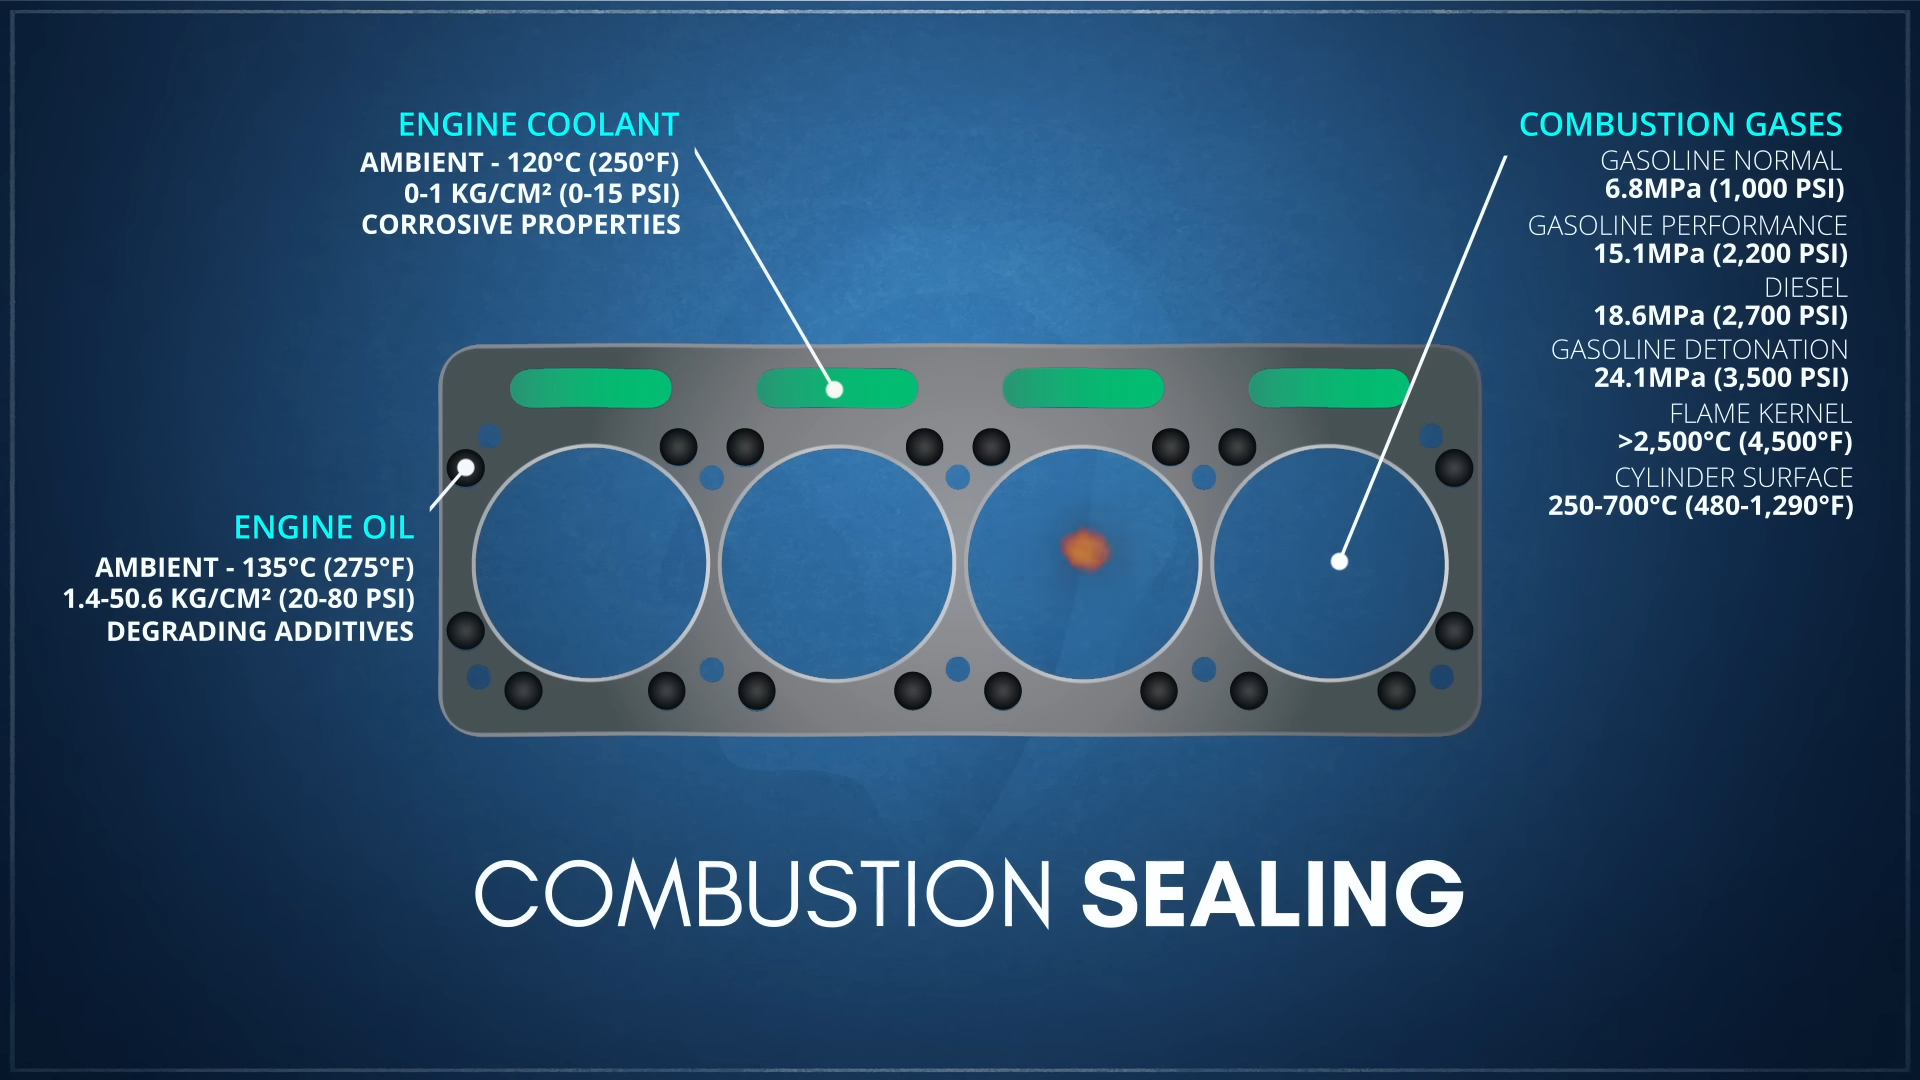 ENGINE COOLANT
AMBIENT - 120°C (250°F)
0-1 KG/CM² (0-15 PSI)
CORROSIVE PROPERTIES
COMBUSTION GASES
GASOLINE NORMAL
6.8MPa (1,000 PSI)
GASOLINE PERFORMANCE
15.1MPa (2,200 PSI)
DIESEL
18.6MPa (2,700 PSI)
GASOLINE DETONATION
24.1MPa (3,500 PSI)
FLAME KERNEL
>2,500°C (4,500°F)
CYLINDER SURFACE
250-700°C (480-1,290°F)
ENGINE OIL
AMBIENT - 135°C (275°F)
1.4-50.6 KG/CM² (20-80 PSI)
DEGRADING ADDITIVES
COMBUSTION SEALING